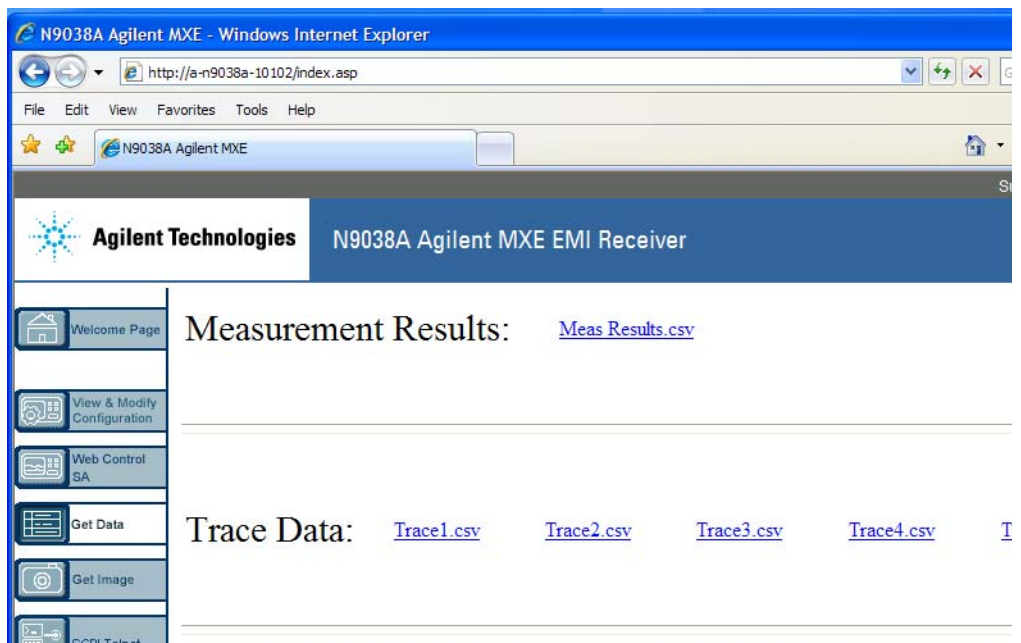 N9038A Agilent MXE - Windows Internet Explorer
http://a-n9038a-10102/index.asp
File Edit View Favorites Tools Help
N9038A Agilent MXE
Agilent Technologies
N9038A Agilent MXE EMI Receiver
Welcome Page
Measurement Results: Meas Results.csv
View & Modify
Configuration
Web Control
SA
Get Data
Trace Data: Trace1.csv Trace2.csv Trace3.csv Trace4.csv
Get Image
SCPI Telnet